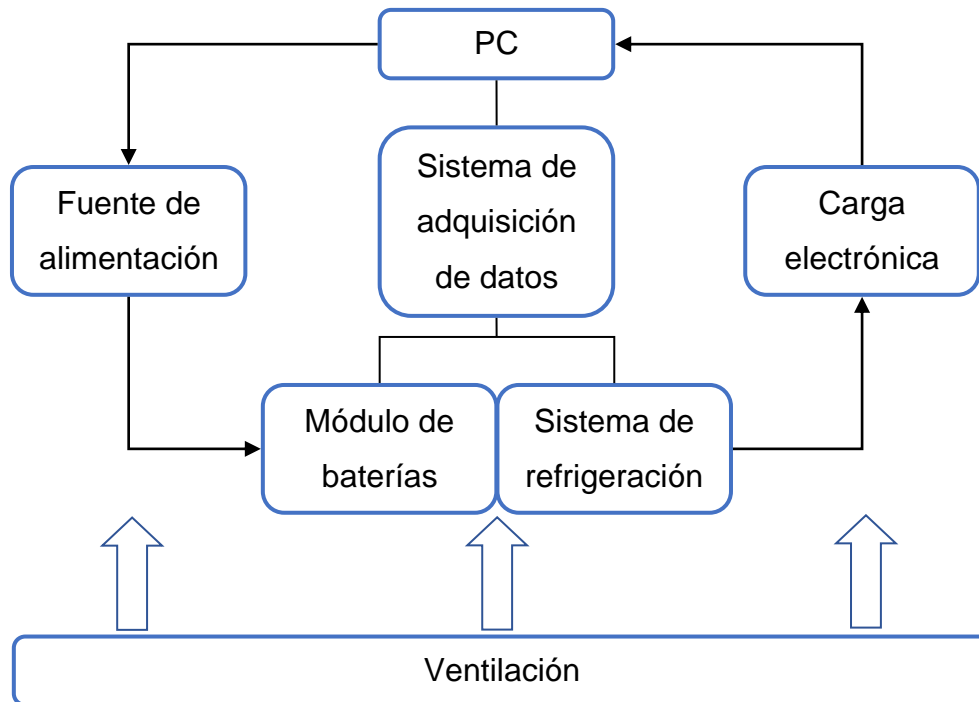 PC
Fuente de
alimentación
Sistema de
adquisición
de datos
Carga
electrónica
Módulo de
baterías
Sistema de
refrigeración
Ventilación